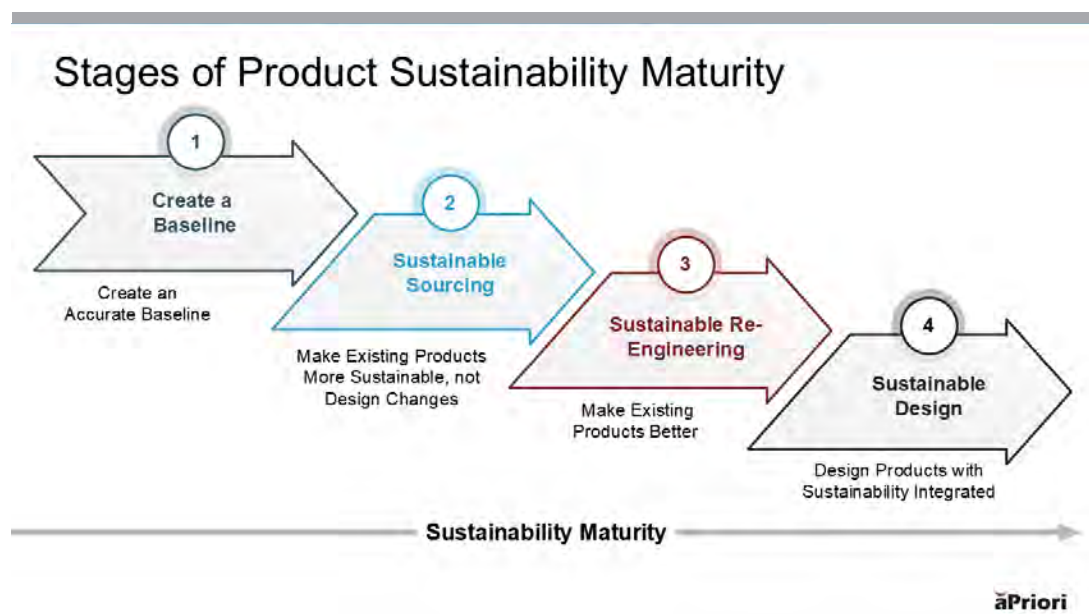 Stages of Product Sustainability Maturity
1
Create a
Baseline
Create an
Accurate Baseline
2
Sustainable
Sourcing
Make Existing Products
More Sustainable, not
Design Changes
3
Sustainable Re-
Engineering
Make Existing
Products Better
4
Sustainable
Design
Design Products with
Sustainability Integrated
Sustainability Maturity
āPriori